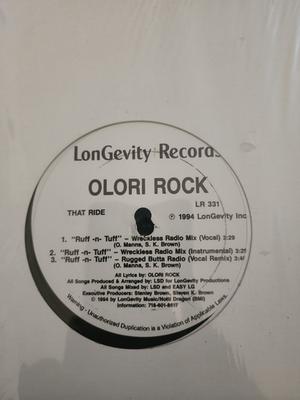 LonGevity Records
OLORI ROCK
LR 331
THAT RIDE
℗ 1994 LonGevity Inc
1. "Ruff -n- Tuff" – Wreckless Radio Mix (Vocal) 3:29
(O. Manns, S. K. Brown)
2. "Ruff -n- Tuff" – Wreckless Radio Mix (Instrumental) 3:29
3. "Ruff -n- Tuff" – Rugged Butta Radio (Vocal Remix)
(O. Manns, S. K. Brown)
All Lyrics by: OLORI ROCK
All Songs Produced & Arranged by: LSD for LonGevity Productions
All Songs Mixed by: LSD and EASY LG
Executive Producers: Stanley Brown, Steven K. Brown
© 1994 by LonGevity Music/Notti Dragon (BMI)
Information: 718-601-8817
Warning - Unauthorized Duplication is a Violation of Applicable Laws.